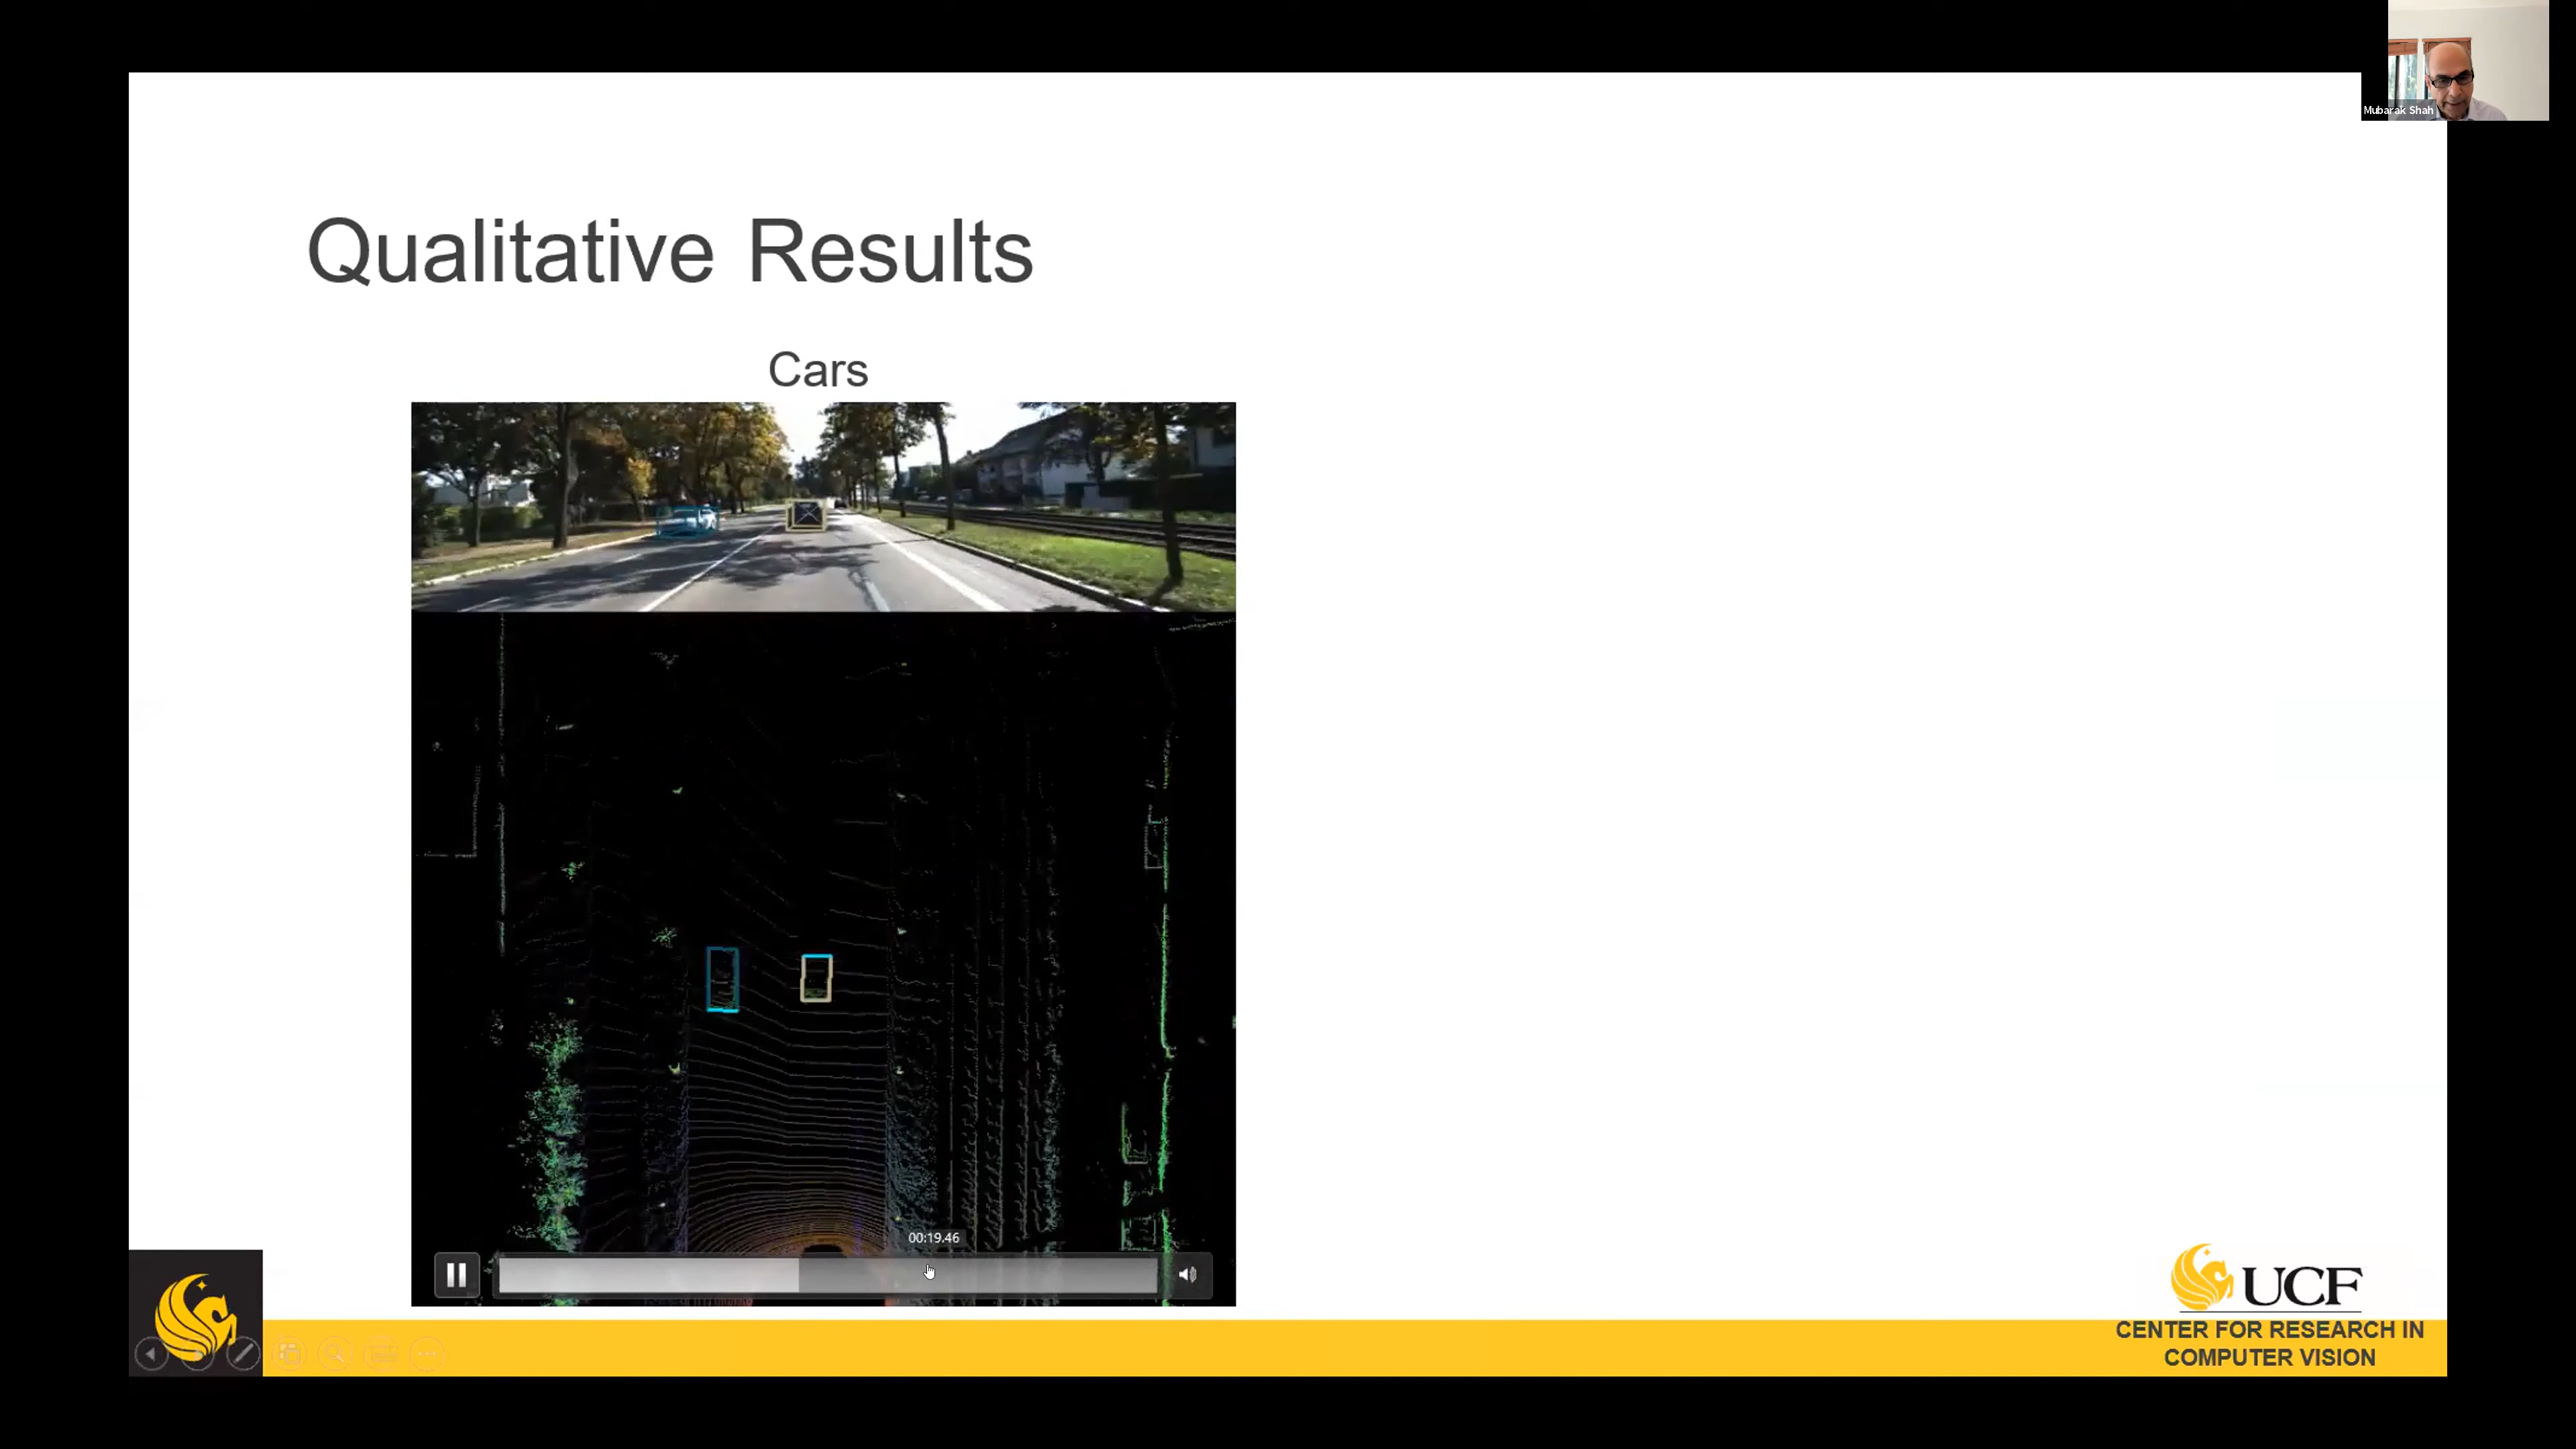 Mubarak Shah
Qualitative Results
Cars
00:19.46
UCF
CENTER FOR RESEARCH IN
COMPUTER VISION